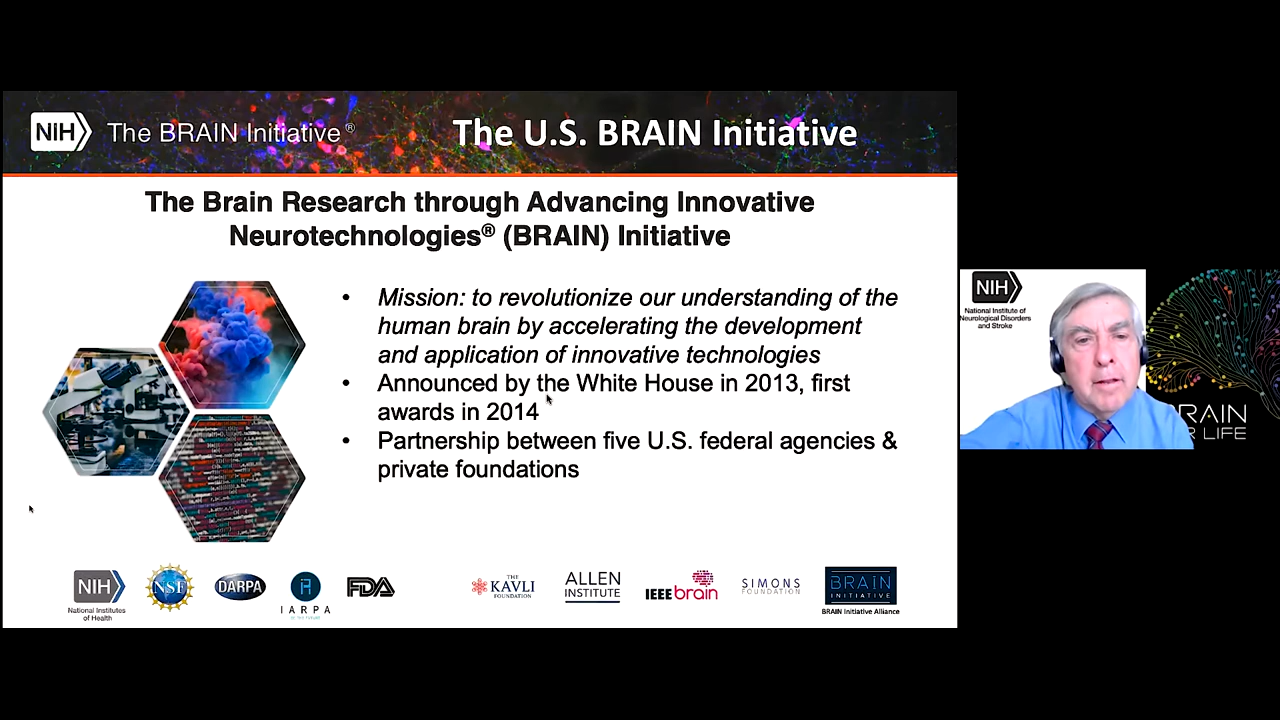 NIH The BRAIN Initiative®
The U.S. BRAIN Initiative
The Brain Research through Advancing Innovative
Neurotechnologies® (BRAIN) Initiative
• Mission: to revolutionize our understanding of the
human brain by accelerating the development
and application of innovative technologies
• Announced by the White House in 2013, first
awards in 2014
• Partnership between five U.S. federal agencies &
private foundations
NIH
National Institutes
of Health
NSF
DARPA
IARPA
FDA
THE
KAVLI
FOUNDATION
ALLEN
INSTITUTE
IEEE brain
SIMONS
FOUNDATION
BRAIN
INITIATIVE
BRAIN Initiative Alliance
NIH
National Institute of
Neurological Disorders
and Stroke
BRAIN
LIFE